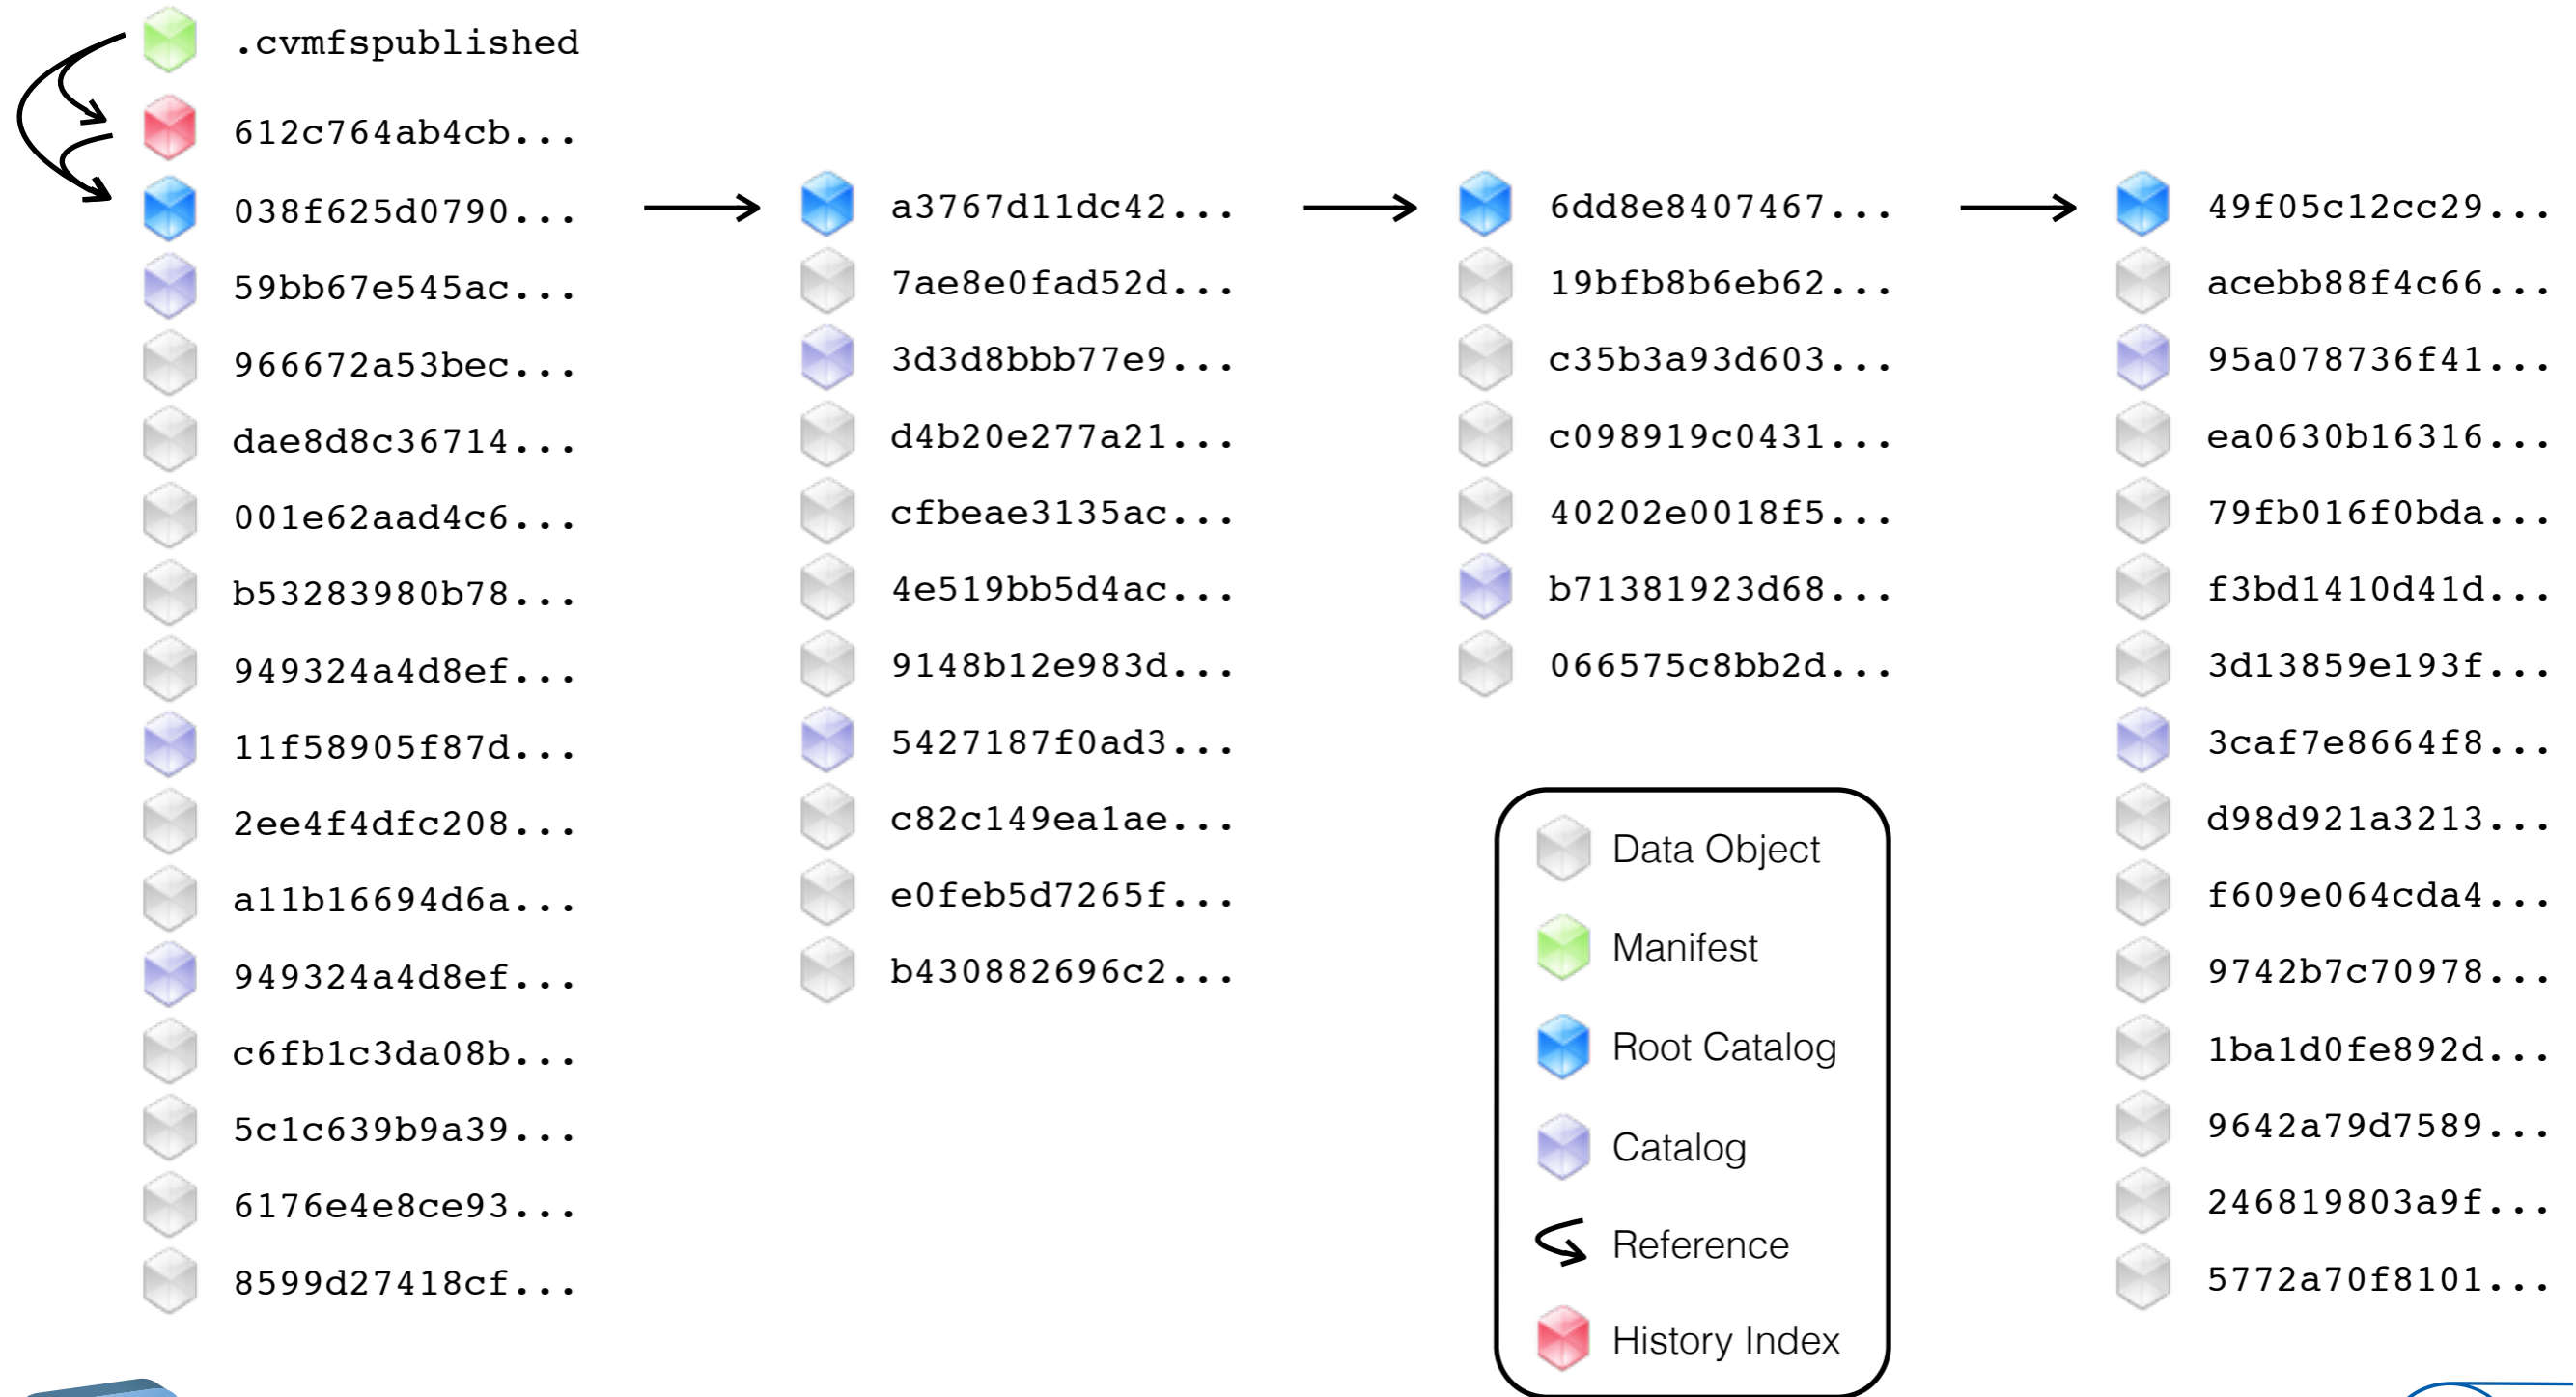 .cvmfspublished
612c764ab4cb...
038f625d0790...
59bb67e545ac...
966672a53bec...
dae8d8c36714...
001e62aad4c6...
b53283980b78...
949324a4d8ef...
11f58905f87d...
2ee4f4dfc208...
a11b16694d6a...
949324a4d8ef...
c6fb1c3da08b...
5c1c639b9a39...
6176e4e8ce93...
8599d27418cf...
a3767d11dc42...
7ae8e0fad52d...
3d3d8bbb77e9...
d4b20e277a21...
cfbeae3135ac...
4e519bb5d4ac...
9148b12e983d...
5427187f0ad3...
c82c149ea1ae...
e0feb5d7265f...
b430882696c2...
6dd8e8407467...
19bfb8b6eb62...
c35b3a93d603...
c098919c0431...
40202e0018f5...
b71381923d68...
066575c8bb2d...
Data Object
Manifest
Root Catalog
Catalog
Reference
History Index
49f05c12cc29...
acebb88f4c66...
95a078736f41...
ea0630b16316...
79fb016f0bda...
f3bd1410d41d...
3d13859e193f...
3caf7e8664f8...
d98d921a3213...
f609e064cda4...
9742b7c70978...
1ba1d0fe892d...
9642a79d7589...
246819803a9f...
5772a70f8101...